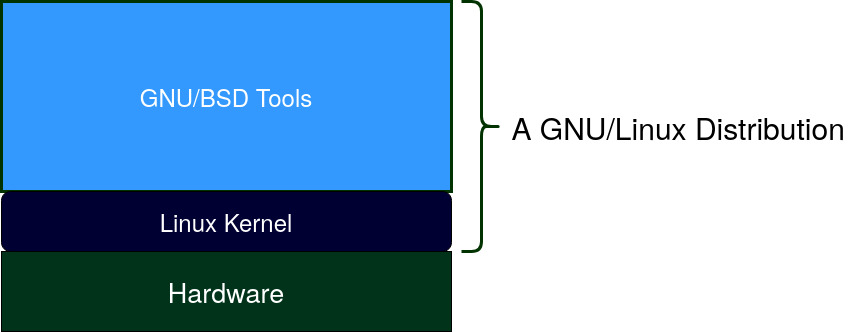 GNU/BSD Tools
A GNU/Linux Distribution
Linux Kernel
Hardware